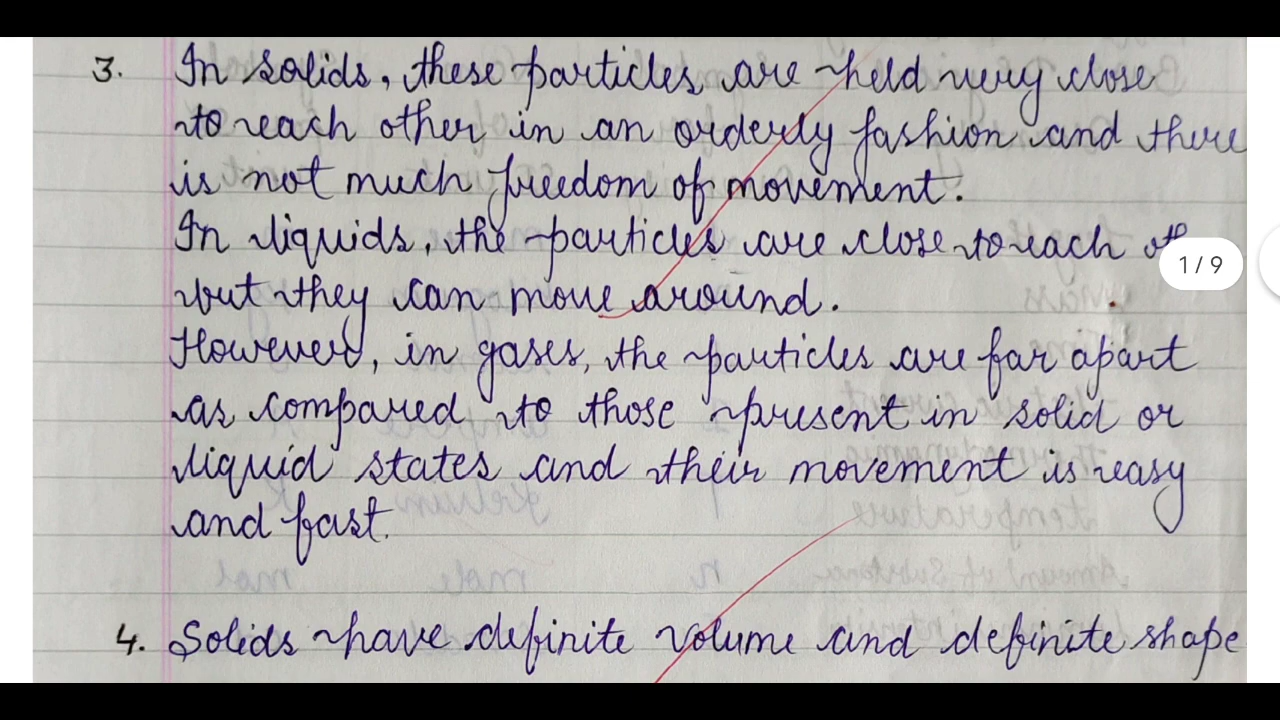 3. In solids, these particles are held very close
to each other in an orderly fashion and there
is not much freedom of movement.
In liquids, the particles are close to each
1 / 9
but they can move around.
However, in gases, the particles are far apart
as compared to those present in solid or
liquid states and their movement is easy
and fast.
4. Solids have definite volume and definite shape